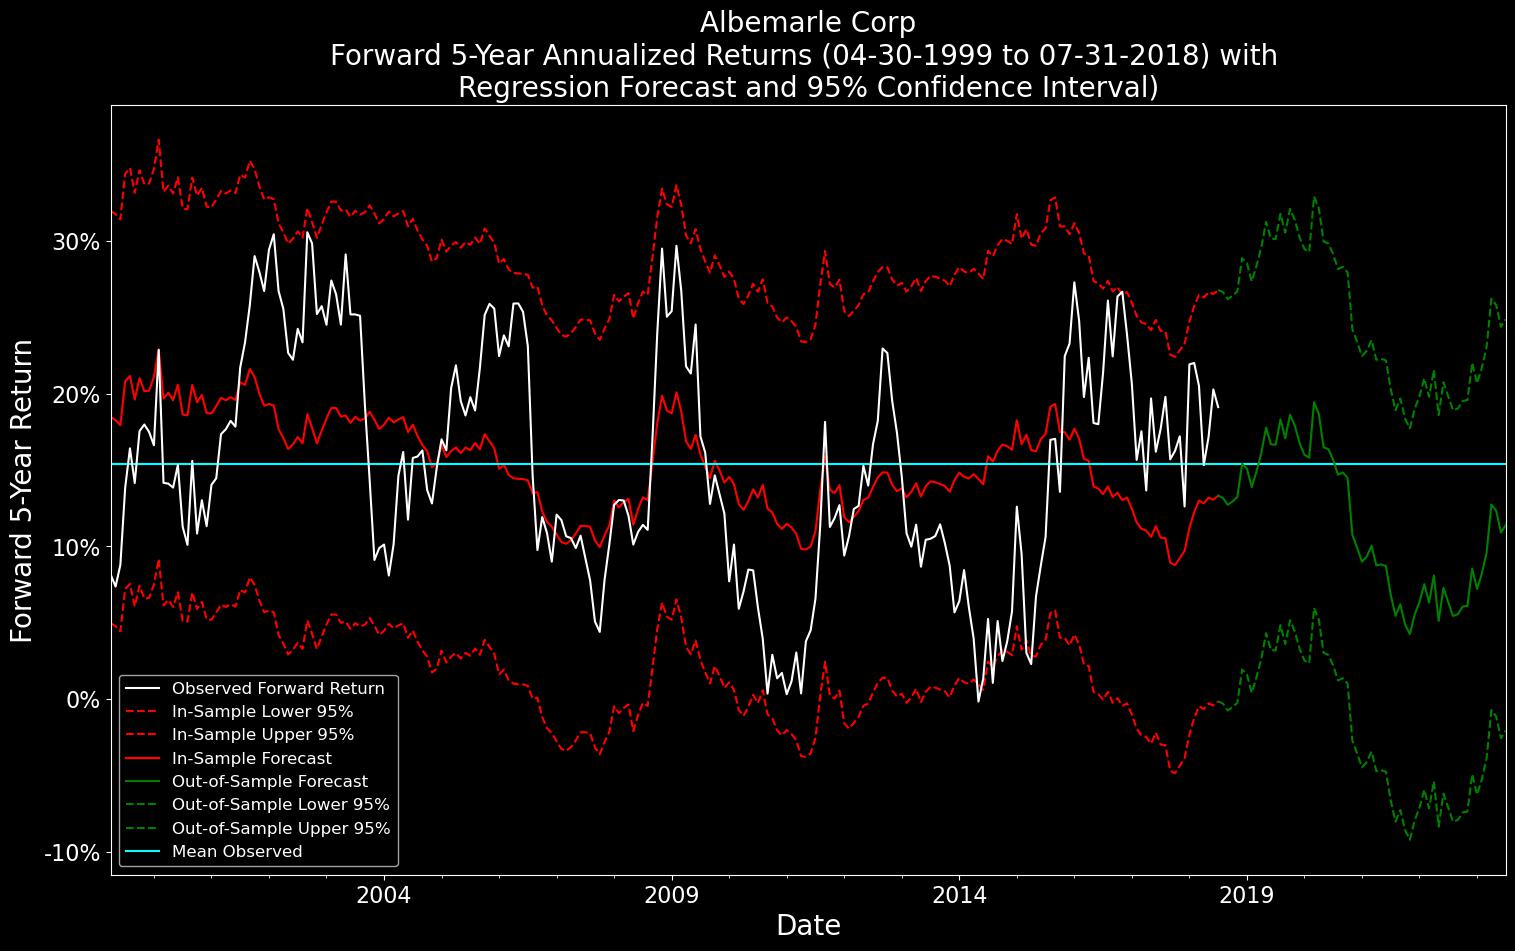 Albemarle Corp
Forward 5-Year Annualized Returns (04-30-1999 to 07-31-2018) with
Regression Forecast and 95% Confidence Interval)
Forward 5-Year Return
30%
20%
10%
0%
-10%
Observed Forward Return
In-Sample Lower 95%
In-Sample Upper 95%
In-Sample Forecast
Out-of-Sample Forecast
Out-of-Sample Lower 95%
Out-of-Sample Upper 95%
Mean Observed
2004
2009
2014
2019
Date